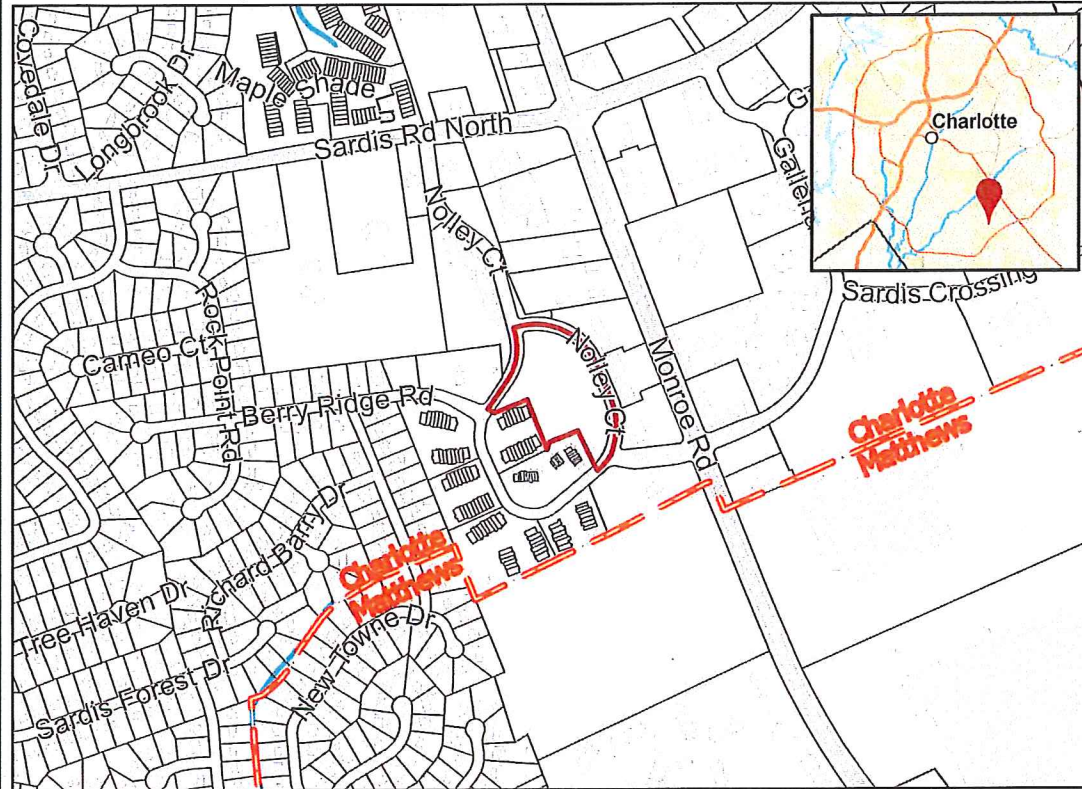 Covedale Dr
Longbrook Dr
Maple Shade Ln
Sardis Rd North
Charlotte
Nolley Ct
Sardis Crossing
Rock Point Rd
Cameo Ct
Berry Ridge Rd
Nolley Ct
Monroe Rd
Charlotte
Matthews
Richard Barry Dr
Charlotte
Matthews
Tree Haven Dr
New Towne Dr
Sardis Forest Dr